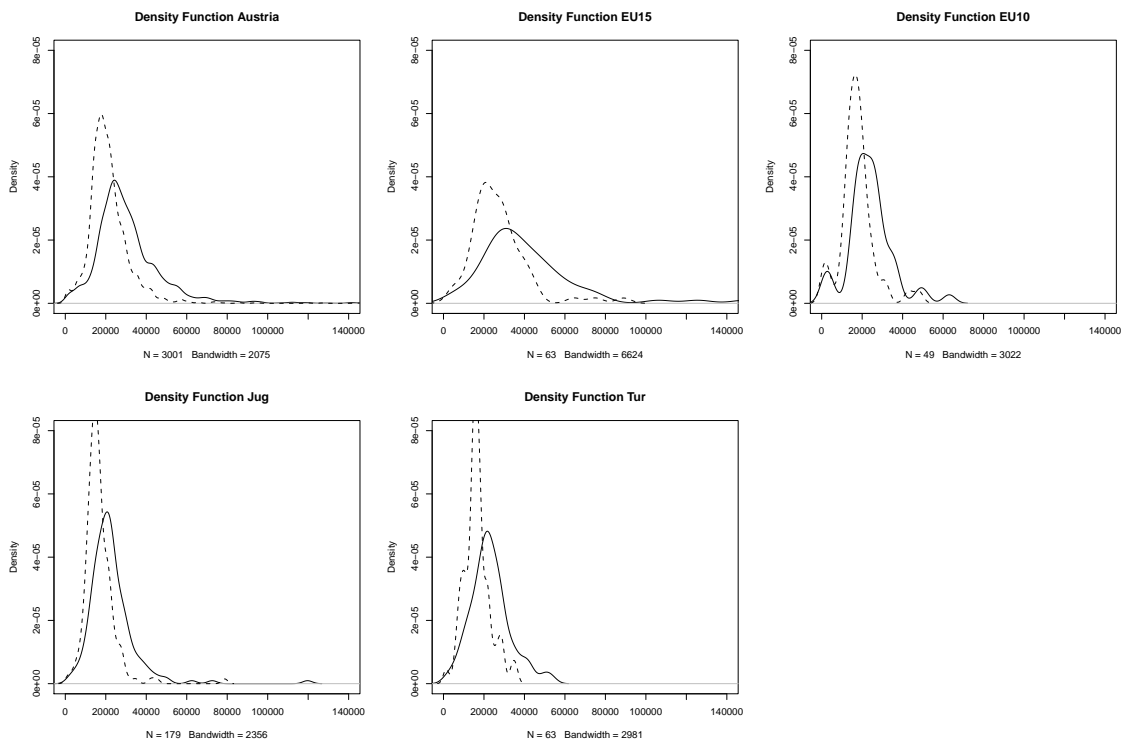 Density Function Austria
Density
0e+00 2e−05 4e−05 6e−05 8e−05
0 20000 40000 60000 80000 100000 140000
N = 3001 Bandwidth = 2075
Density Function EU15
Density
0e+00 2e−05 4e−05 6e−05 8e−05
0 20000 40000 60000 80000 100000 140000
N = 63 Bandwidth = 6624
Density Function EU10
Density
0e+00 2e−05 4e−05 6e−05 8e−05
0 20000 40000 60000 80000 100000 140000
N = 49 Bandwidth = 3022
Density Function Jug
Density
0e+00 2e−05 4e−05 6e−05 8e−05
0 20000 40000 60000 80000 100000 140000
N = 179 Bandwidth = 2356
Density Function Tur
Density
0e+00 2e−05 4e−05 6e−05 8e−05
0 20000 40000 60000 80000 100000 140000
N = 63 Bandwidth = 2981